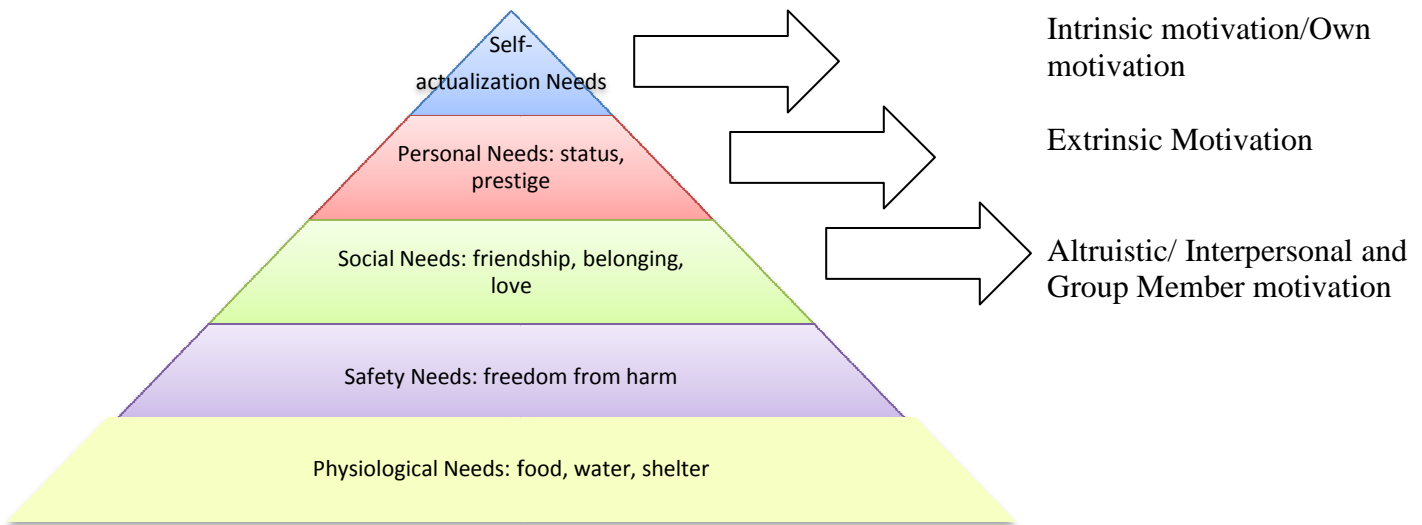 Self-
actualization Needs
Intrinsic motivation/Own
motivation
Personal Needs: status,
prestige
Extrinsic Motivation
Social Needs: friendship, belonging,
love
Altruistic/ Interpersonal and
Group Member motivation
Safety Needs: freedom from harm
Physiological Needs: food, water, shelter